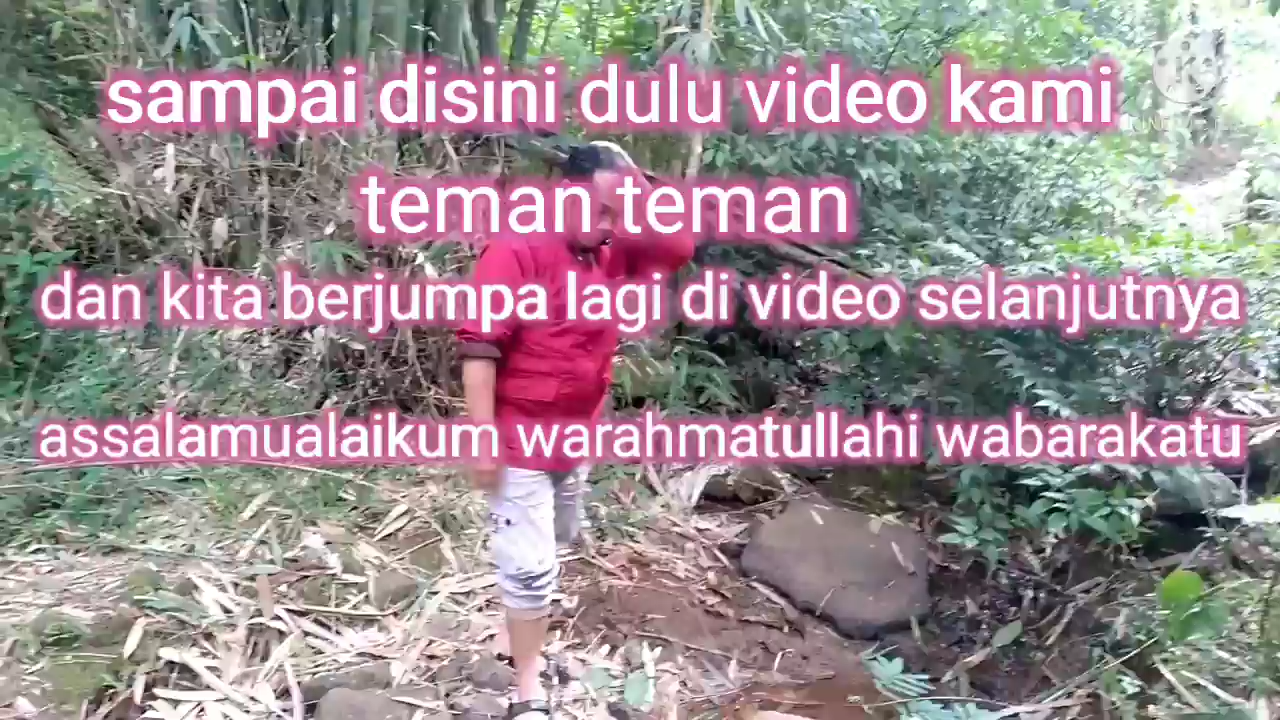 sampai disini dulu video kami
teman teman
dan kita berjumpa lagi di video selanjutnya
assalamualaikum warahmatullahi wabarakatu